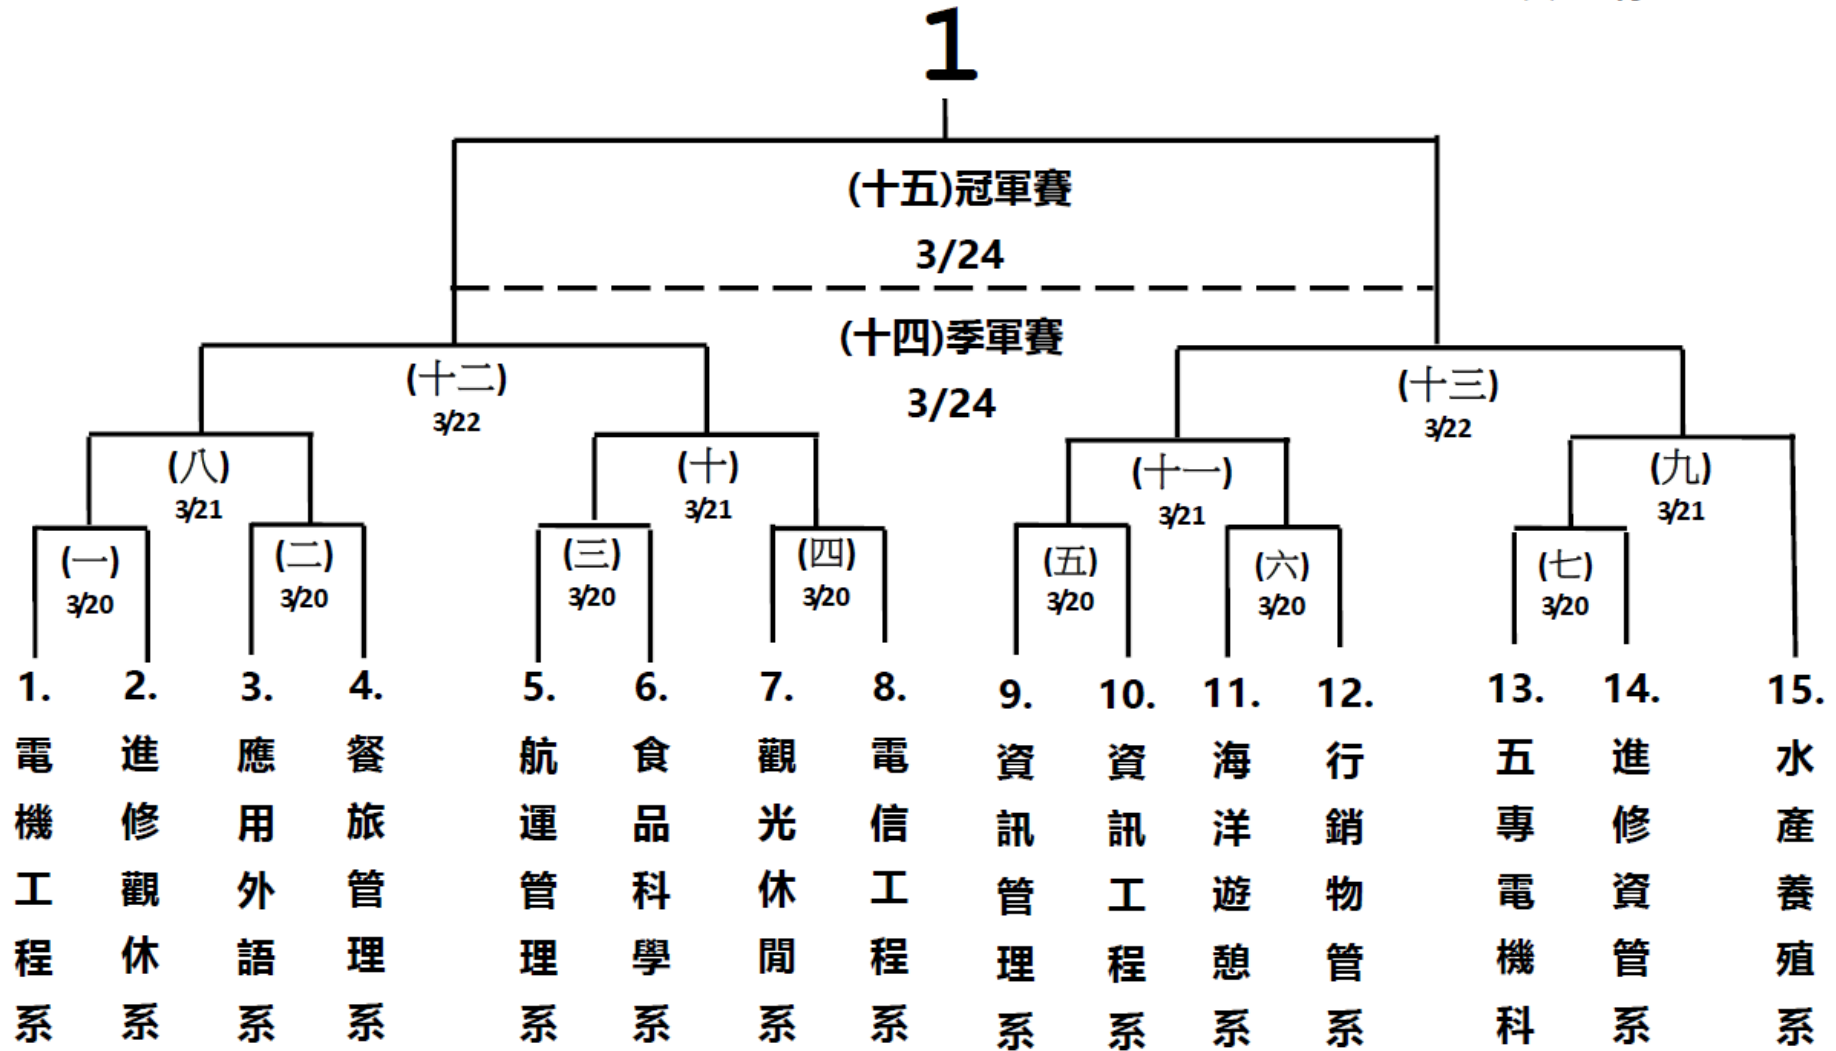 1
(十五)冠軍賽
3/24
(十四)季軍賽
3/24
(十二)
3/22
(十三)
3/22
(八)
3/21
(十)
3/21
(十一)
3/21
(九)
3/21
(一)
3/20
(二)
3/20
(三)
3/20
(四)
3/20
(五)
3/20
(六)
3/20
(七)
3/20
1.電機工程系
2.進修觀休系
3.應用外語系
4.餐旅管理系
5.航運管理系
6.食品科學系
7.觀光休閒系
8.電信工程系
9.資訊管理系
10.資訊工程系
11.海洋遊憩系
12.行銷物管系
13.五專電機科
14.進修資管系
15.水產養殖系